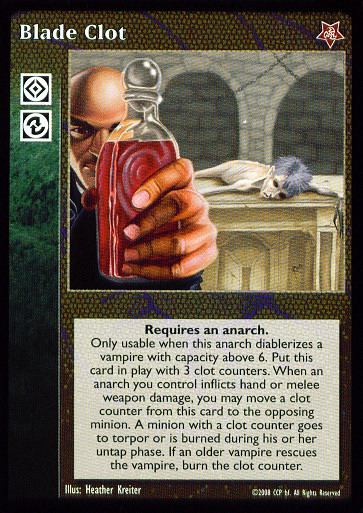 Blade Clot
Requires an anarch.
Only usable when this anarch diablerizes a
vampire with capacity above 6. Put this
card in play with 3 clot counters. When an
anarch you control inflicts hand or melee
weapon damage, you may move a clot
counter from this card to the opposing
minion. A minion with a clot counter goes
to torpor or is burned during his or her
untap phase. If an older vampire rescues
the vampire, burn the clot counter.
Illus: Heather Kreiter
©2008 CCP hf. All Rights Reserved